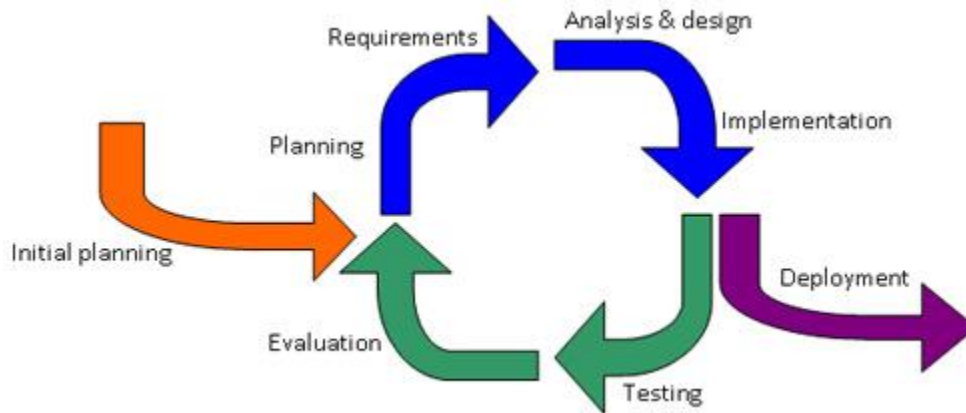 Analysis & design
Requirements
Implementation
Planning
Initial planning
Deployment
Evaluation
Testing